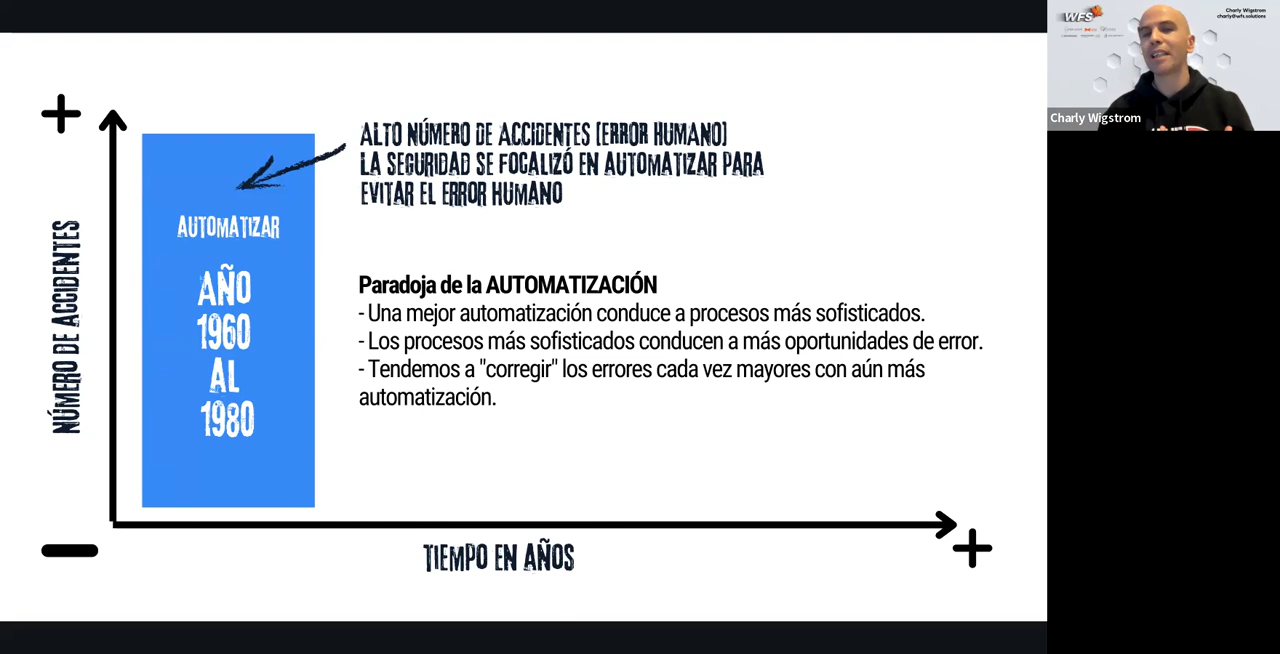 ALTO NÚMERO DE ACCIDENTES [ERROR HUMANO]
LA SEGURIDAD SE FOCALIZÓ EN AUTOMATIZAR PARA
EVITAR EL ERROR HUMANO
AUTOMATIZAR
AÑO
1960
AL
1980
NÚMERO DE ACCIDENTES
Paradoja de la AUTOMATIZACIÓN
- Una mejor automatización conduce a procesos más sofisticados.
- Los procesos más sofisticados conducen a más oportunidades de error.
- Tendemos a "corregir" los errores cada vez mayores con aún más
automatización.
TIEMPO EN AÑOS
WFS
Charly Wigstrom
charly@wfs.solutions
Charly Wigstrom